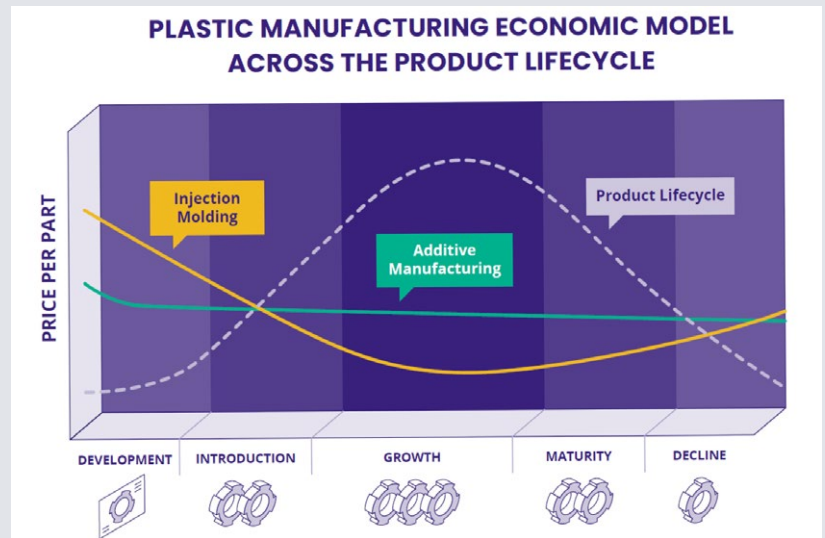 PLASTIC MANUFACTURING ECONOMIC MODEL
ACROSS THE PRODUCT LIFECYCLE
PRICE PER PART
Injection
Molding
Product Lifecycle
Additive
Manufacturing
DEVELOPMENT
INTRODUCTION
GROWTH
MATURITY
DECLINE